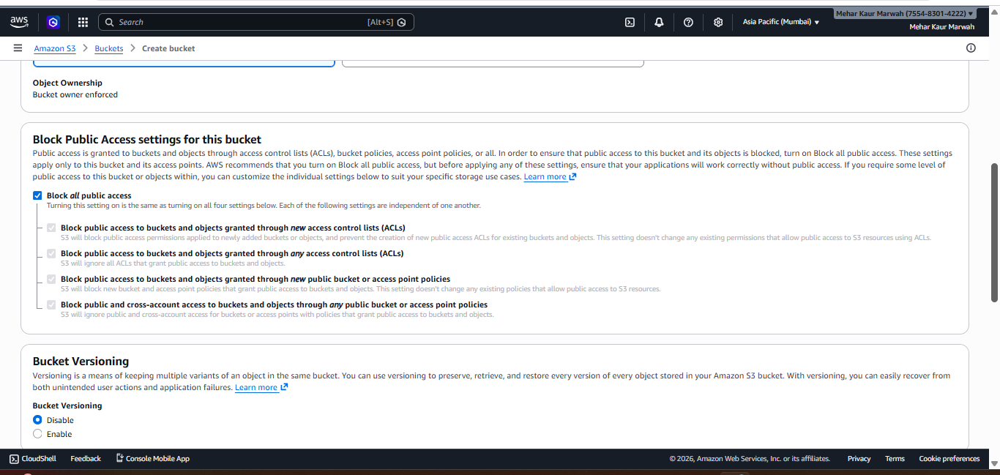 aws
Search
[Alt+S]
Asia Pacific (Mumbai) ▼
Mehar Kaur Marwah (7554-8301-4222) ▼
Mehar Kaur Marwah
Amazon S3 > Buckets > Create bucket
Object Ownership
Bucket owner enforced
Block Public Access settings for this bucket
Public access is granted to buckets and objects through access control lists (ACLs), bucket policies, access point policies, or all. In order to ensure that public access to this bucket and its objects is blocked, turn on Block all public access. These settings
apply only to this bucket and its access points. AWS recommends that you turn on Block all public access, but before applying any of these settings, ensure that your applications will work correctly without public access. If you require some level of
public access to this bucket or objects within, you can customize the individual settings below to suit your specific storage use cases. Learn more
Block all public access
Turning this setting on is the same as turning on all four settings below. Each of the following settings are independent of one another.
Block public access to buckets and objects granted through new access control lists (ACLs)
S3 will block public access permissions applied to newly added buckets or objects, and prevent the creation of new public access ACLs for existing buckets and objects. This setting doesn't change any existing permissions that allow public access to S3 resources using ACLs.
Block public access to buckets and objects granted through any access control lists (ACLs)
S3 will ignore all ACLs that grant public access to buckets and objects.
Block public access to buckets and objects granted through new public bucket or access point policies
S3 will block new bucket and access point policies that grant public access to buckets and objects. This setting doesn't change any existing policies that allow public access to S3 resources.
Block public and cross-account access to buckets and objects through any public bucket or access point policies
S3 will ignore public and cross-account access for buckets or access points with policies that grant public access to buckets and objects.
Bucket Versioning
Versioning is a means of keeping multiple variants of an object in the same bucket. You can use versioning to preserve, retrieve, and restore every version of every object stored in your Amazon S3 bucket. With versioning, you can easily recover from
both unintended user actions and application failures. Learn more
Bucket Versioning
Disable
Enable
CloudShell Feedback Console Mobile App © 2026, Amazon Web Services, Inc. or its affiliates. Privacy Terms Cookie preferences